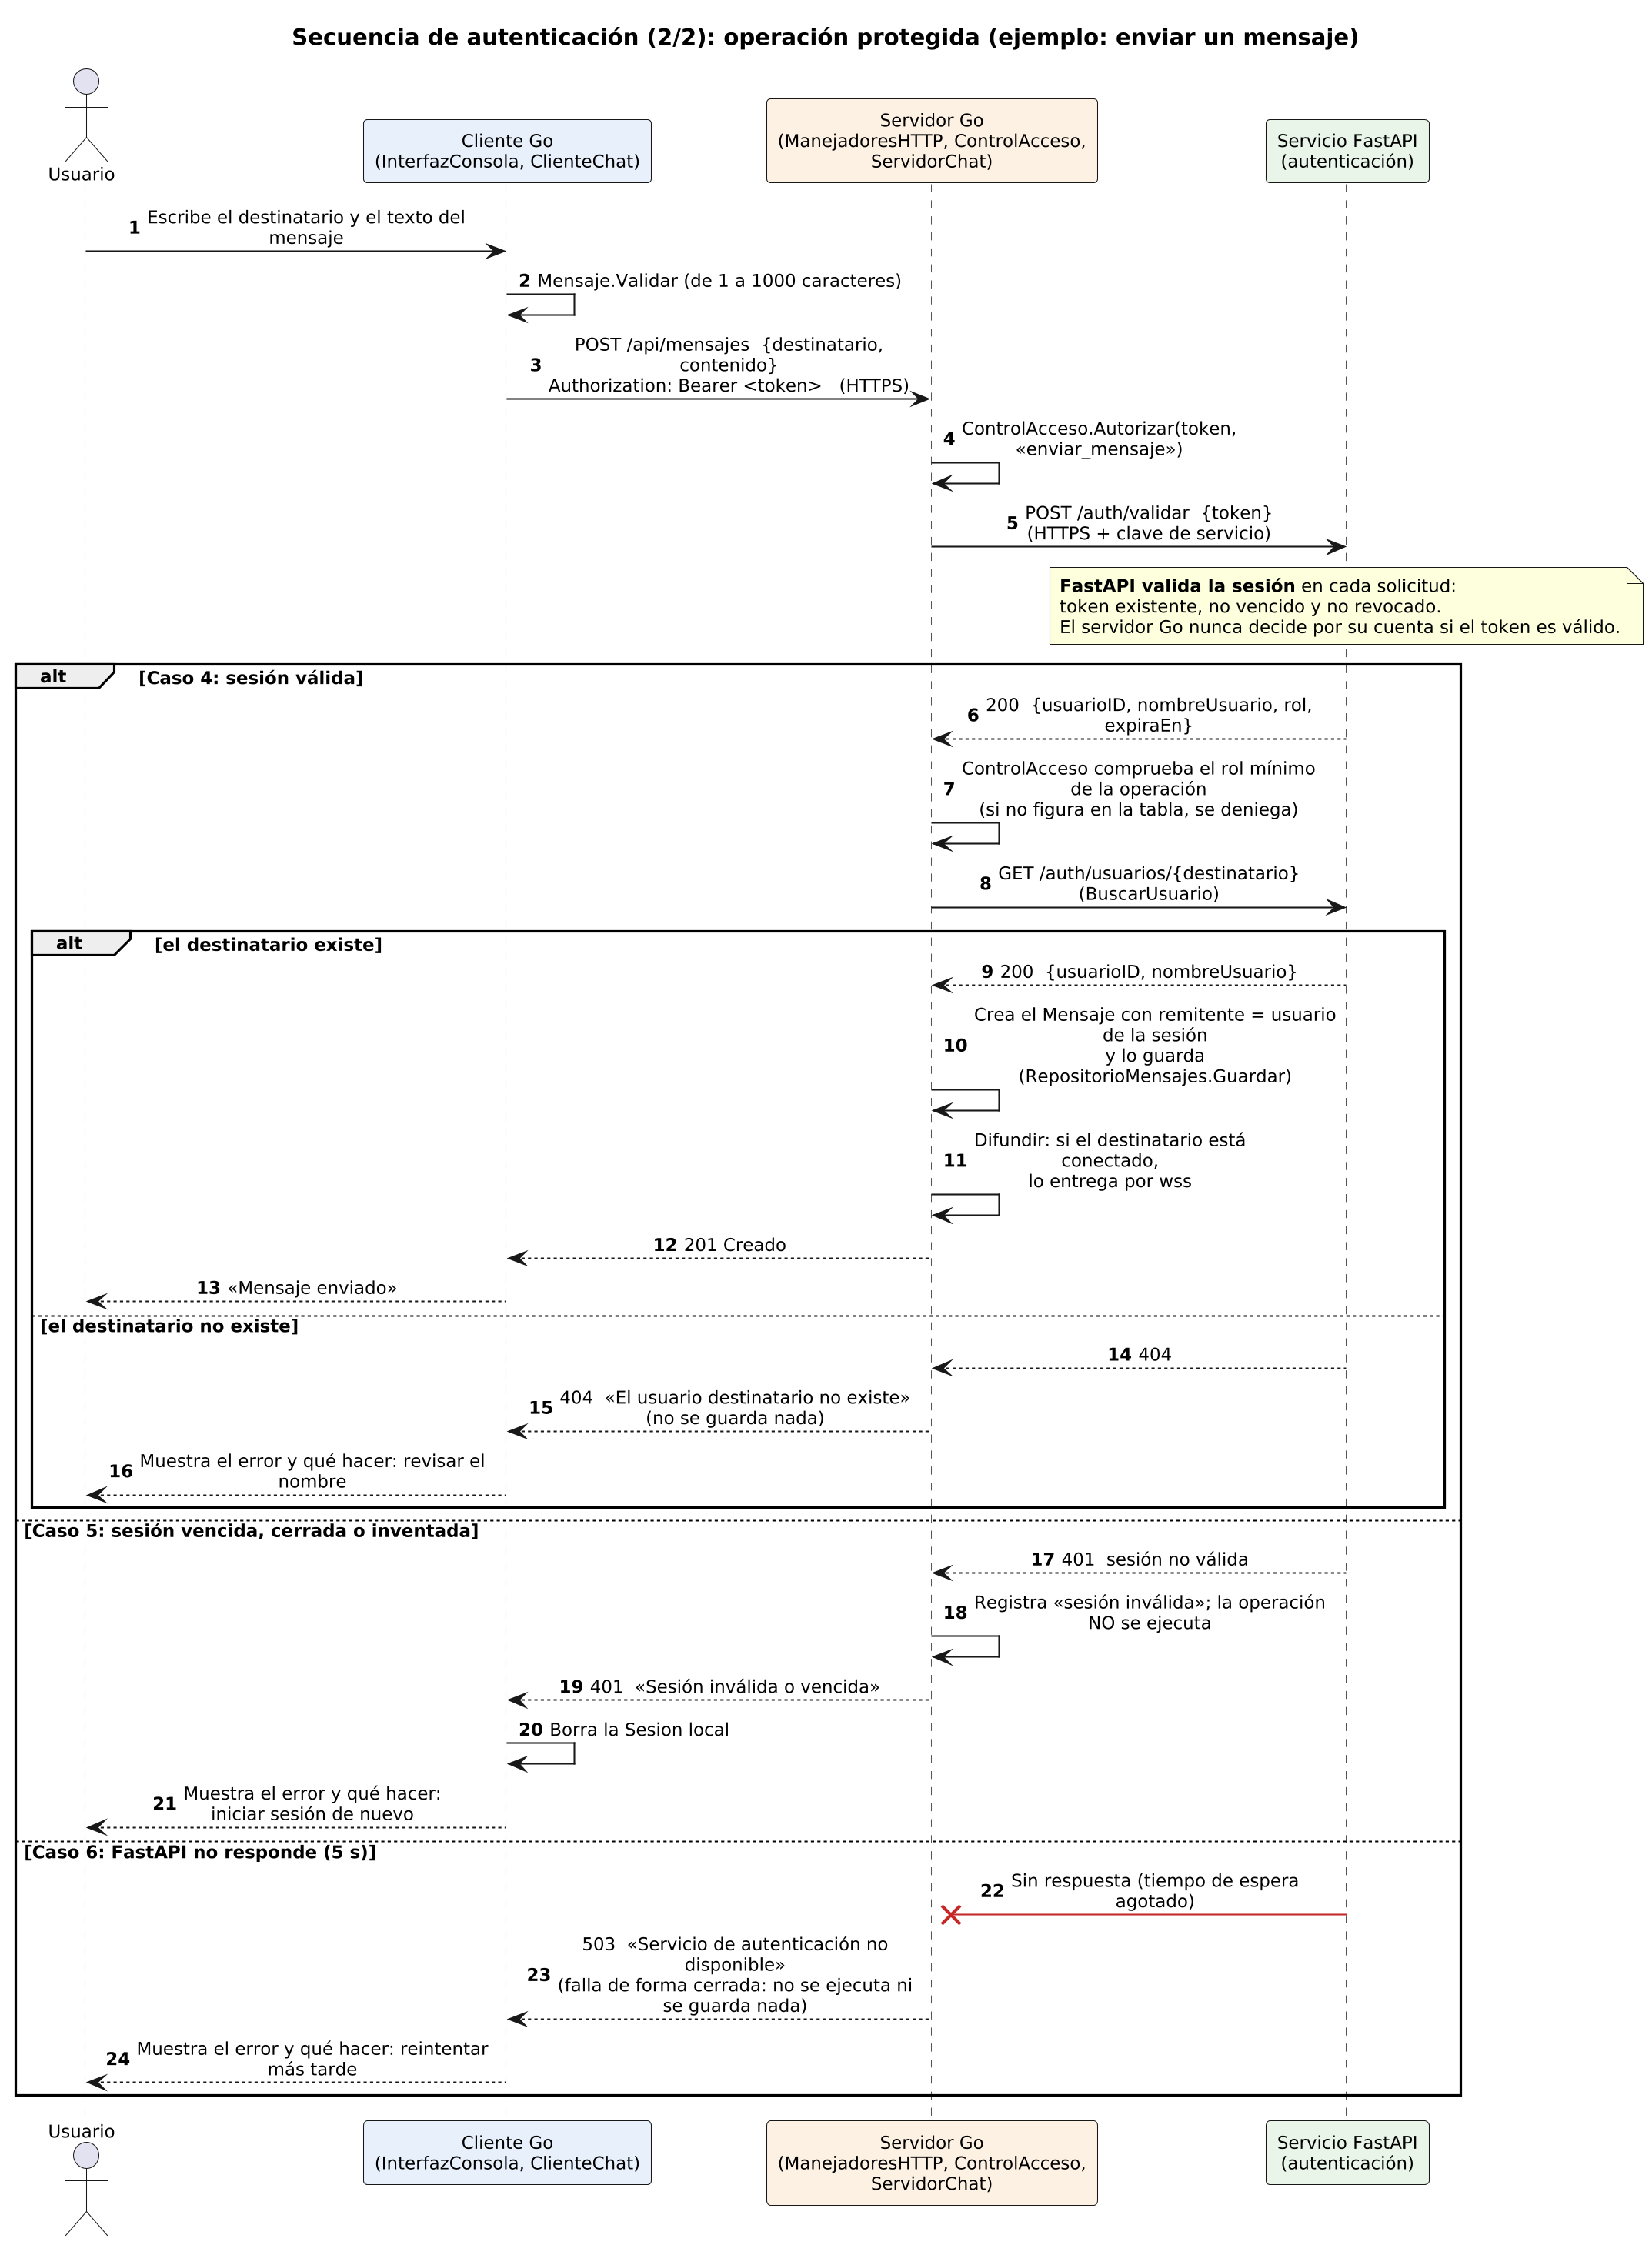 Secuencia de autenticación (2/2): operación protegida (ejemplo: enviar un mensaje)
Usuario
Cliente Go
(InterfazConsola, ClienteChat)
Servidor Go
(ManejadoresHTTP, ControlAcceso,
ServidorChat)
Servicio FastAPI
(autenticación)
1 Escribe el destinatario y el texto del
mensaje
2 Mensaje.Validar (de 1 a 1000 caracteres)
3 POST /api/mensajes  {destinatario,
contenido}
Authorization: Bearer <token>   (HTTPS)
4 ControlAcceso.Autorizar(token,
«enviar_mensaje»)
5 POST /auth/validar  {token}
(HTTPS + clave de servicio)
FastAPI valida la sesión en cada solicitud:
token existente, no vencido y no revocado.
El servidor Go nunca decide por su cuenta si el token es válido.
alt [Caso 4: sesión válida]
6 200  {usuarioID, nombreUsuario, rol,
expiraEn}
7 ControlAcceso comprueba el rol mínimo
de la operación
(si no figura en la tabla, se deniega)
8 GET /auth/usuarios/{destinatario}
(BuscarUsuario)
alt [el destinatario existe]
9 200  {usuarioID, nombreUsuario}
10 Crea el Mensaje con remitente = usuario
de la sesión
y lo guarda
(RepositorioMensajes.Guardar)
11 Difundir: si el destinatario está
conectado,
lo entrega por wss
12 201 Creado
13 «Mensaje enviado»
[el destinatario no existe]
14 404
15 404  «El usuario destinatario no existe»
(no se guarda nada)
16 Muestra el error y qué hacer: revisar el
nombre
[Caso 5: sesión vencida, cerrada o inventada]
17 401  sesión no válida
18 Registra «sesión inválida»; la operación
NO se ejecuta
19 401  «Sesión inválida o vencida»
20 Borra la Sesion local
21 Muestra el error y qué hacer:
iniciar sesión de nuevo
[Caso 6: FastAPI no responde (5 s)]
22 Sin respuesta (tiempo de espera
agotado)
23 503  «Servicio de autenticación no
disponible»
(falla de forma cerrada: no se ejecuta ni
se guarda nada)
24 Muestra el error y qué hacer: reintentar
más tarde
Usuario
Cliente Go
(InterfazConsola, ClienteChat)
Servidor Go
(ManejadoresHTTP, ControlAcceso,
ServidorChat)
Servicio FastAPI
(autenticación)